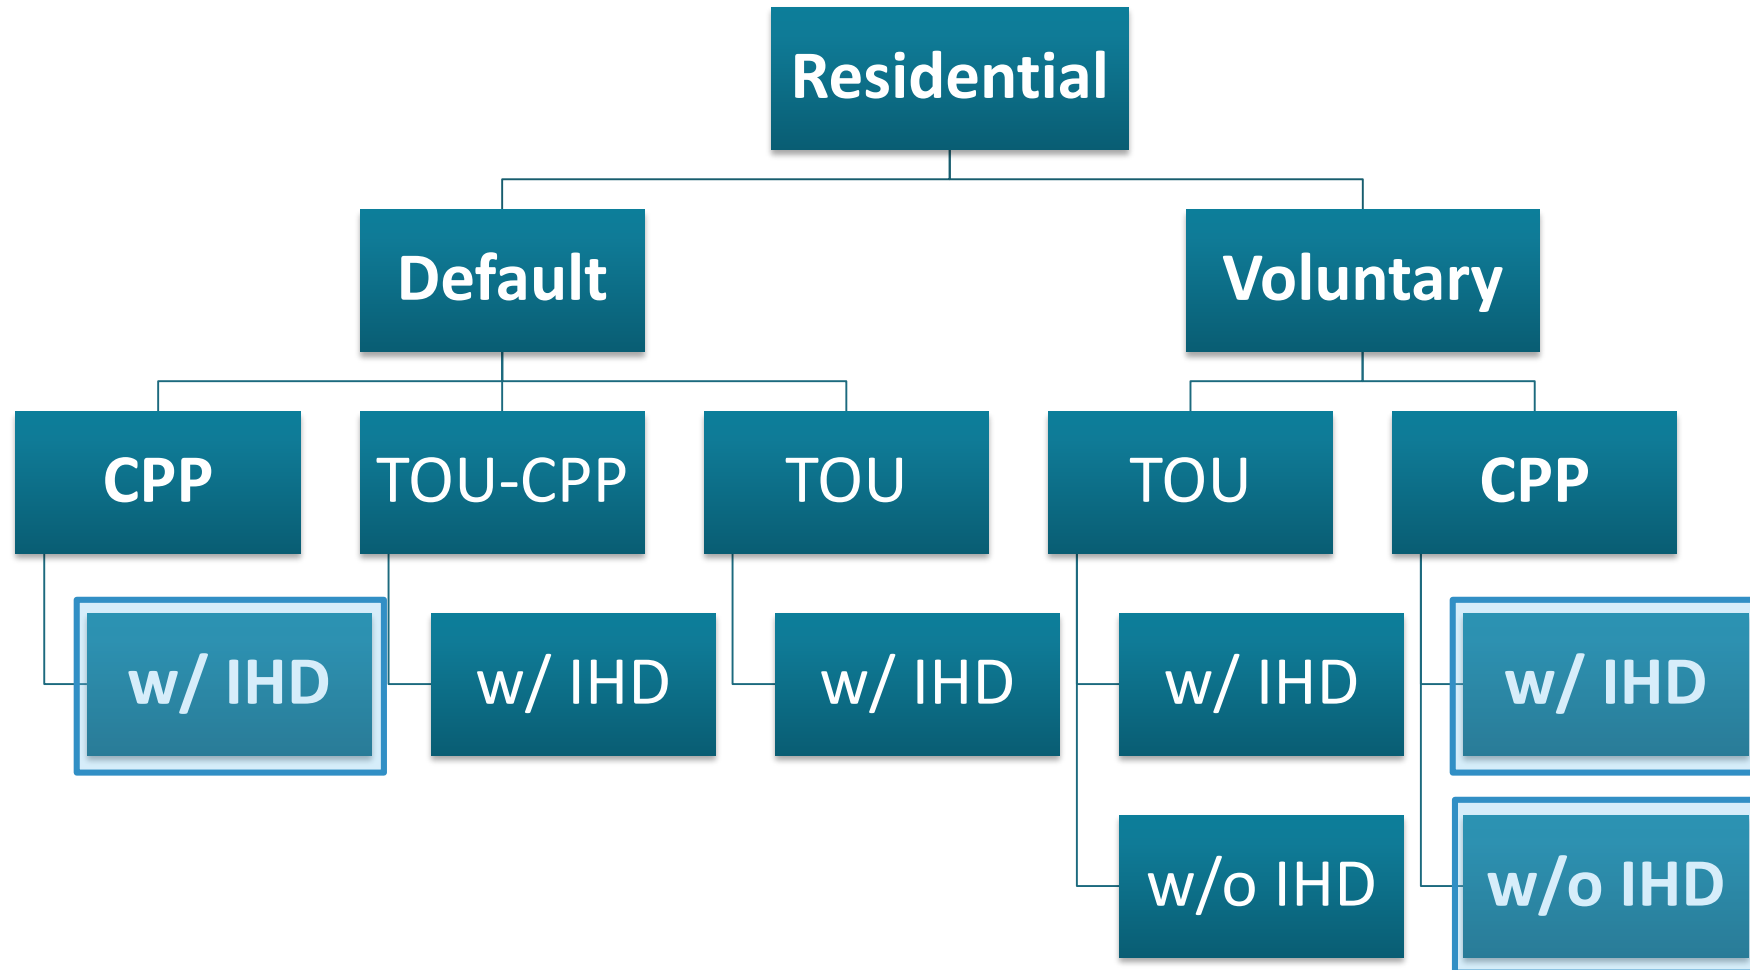 Residential
Default
Voluntary
CPP
TOU-CPP
TOU
TOU
CPP
w/ IHD
w/ IHD
w/ IHD
w/ IHD
w/ IHD
w/o IHD
w/o IHD